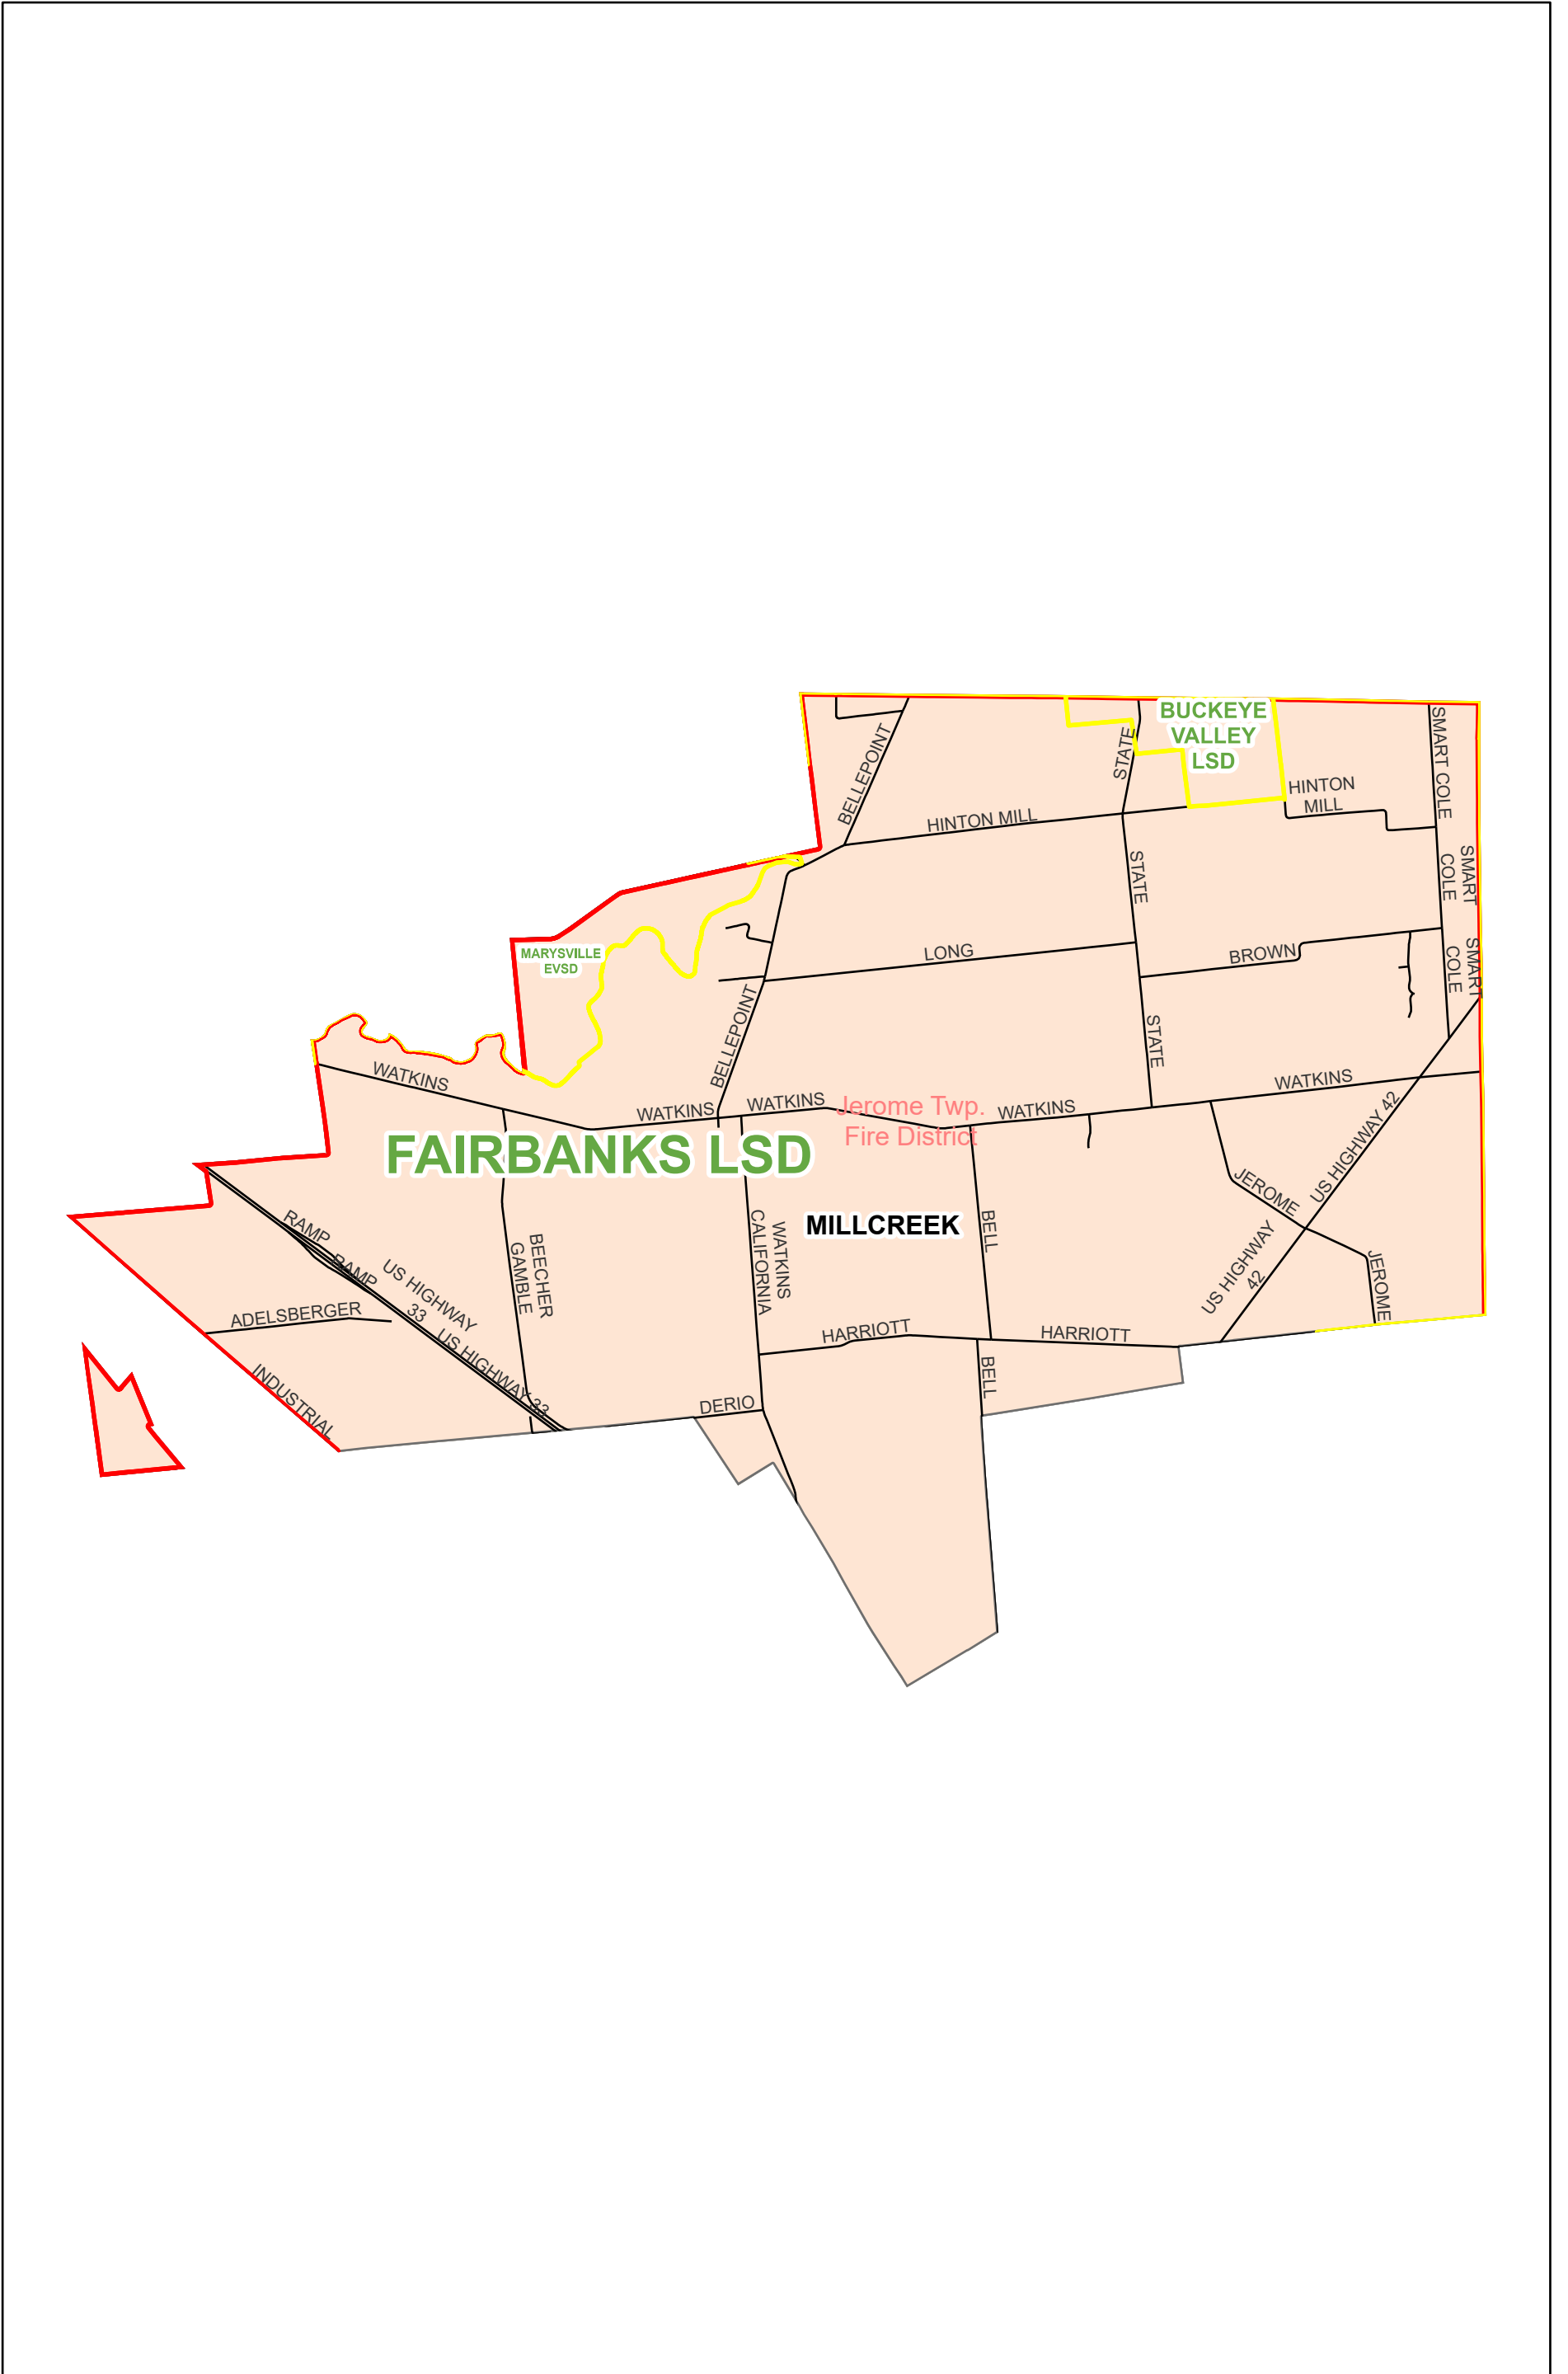 BUCKEYE
VALLEY
LSD
SMART COLE
BELLEPOINT
STATE
HINTON
MILL
HINTON MILL
STATE
SMART
COLE
MARYSVILLE
EVSD
LONG
BROWN
SMART
COLE
BELLEPOINT
STATE
WATKINS
WATKINS
WATKINS
WATKINS
WATKINS
Jerome Twp.
Fire District
US HIGHWAY 42
FAIRBANKS LSD
JEROME
MILLCREEK
RAMP
RAMP
US HIGHWAY
33
BEECHER
GAMBLE
WATKINS
CALIFORNIA
BELL
US HIGHWAY
42
JEROME
ADELSBERGER
US HIGHWAY 33
HARRIOTT
HARRIOTT
INDUSTRIAL
BELL
DERIO